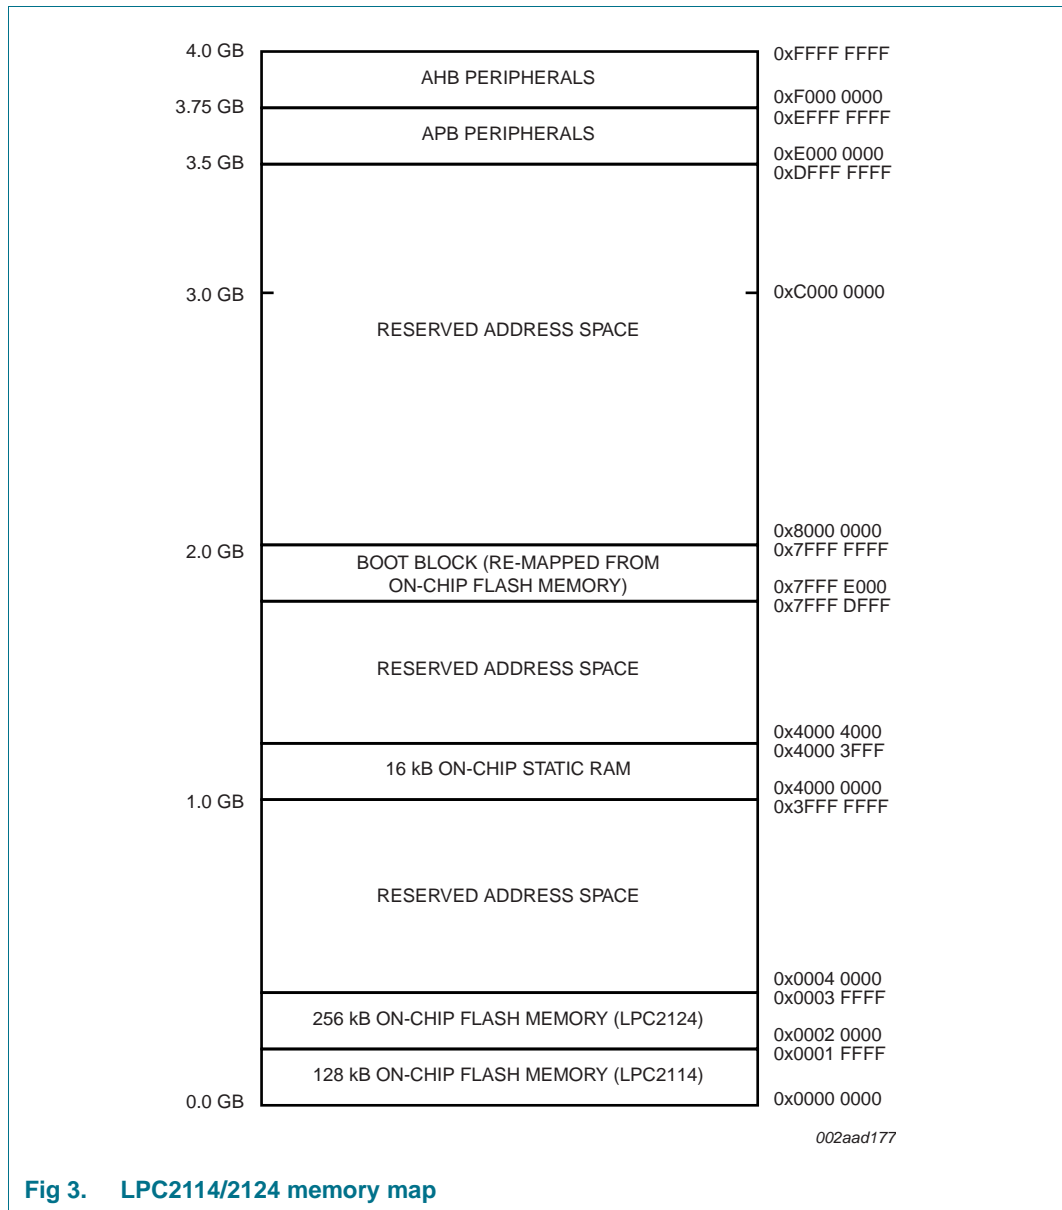 4.0 GB
0xFFFF FFFF
AHB PERIPHERALS
0xF000 0000
3.75 GB
0xEFFF FFFF
APB PERIPHERALS
0xE000 0000
3.5 GB
0xDFFF FFFF
3.0 GB
0xC000 0000
RESERVED ADDRESS SPACE
0x8000 0000
2.0 GB
0x7FFF FFFF
BOOT BLOCK (RE-MAPPED FROM
ON-CHIP FLASH MEMORY)
0x7FFF E000
0x7FFF DFFF
RESERVED ADDRESS SPACE
0x4000 4000
0x4000 3FFF
16 kB ON-CHIP STATIC RAM
0x4000 0000
1.0 GB
0x3FFF FFFF
RESERVED ADDRESS SPACE
0x0004 0000
0x0003 FFFF
256 kB ON-CHIP FLASH MEMORY (LPC2124)
0x0002 0000
0x0001 FFFF
128 kB ON-CHIP FLASH MEMORY (LPC2114)
0.0 GB
0x0000 0000
002aad177
Fig 3. LPC2114/2124 memory map